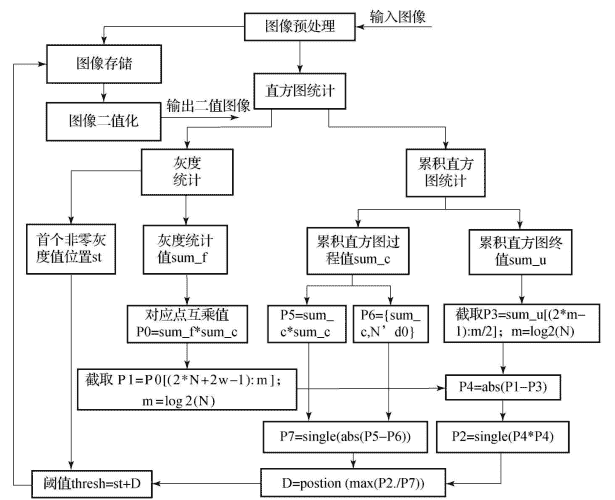 图像预处理
输入图像
图像存储
直方图统计
图像二值化
输出二值图像
灰度
统计
累积直方
图统计
首个非零灰
度值位置st
灰度统计
值sum_f
累积直方图过
程值sum_c
累积直方图终
值sum_u
对应点互乘值
P0=sum_f*sum_c
P5=sum_
c*sum_c
P6={sum_
c,N’d0}
截取P3=sum_u[(2*m-
1):m/2]；m=log2(N)
截取 P1=P0[(2*N+2w-1):m]；
m=log2(N)
P4=abs(P1-P3)
P7=single(abs(P5-P6))
P2=single(P4*P4)
阈值thresh=st+D
D=postion (max(P2./P7))